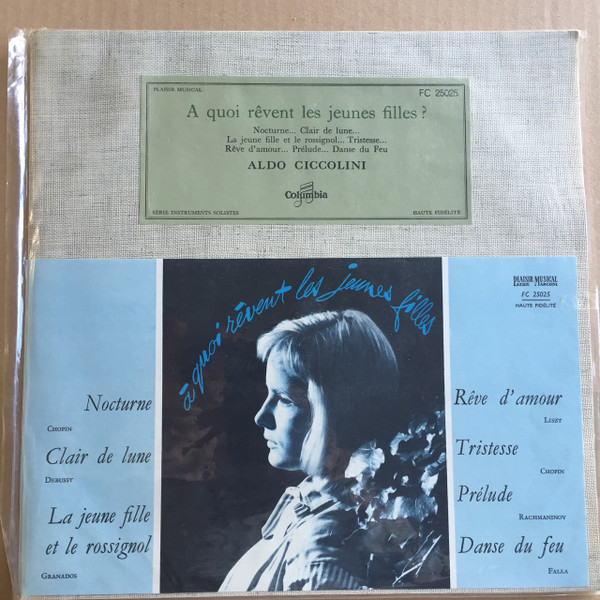 PLAISIR MUSICAL
FC 25025
A quoi rêvent les jeunes filles ?
Nocturne... Clair de lune...
La jeune fille et le rossignol... Tristesse...
Rêve d'amour... Prélude... Danse du Feu
ALDO CICCOLINI
Columbia
SÉRIE INSTRUMENTS SOLISTES
HAUTE FIDÉLITÉ
à quoi rêvent les jeunes filles
PLAISIR MUSICAL
FC 25025
HAUTE FIDÉLITÉ
Nocturne
CHOPIN
Clair de lune
DEBUSSY
La jeune fille
et le rossignol
GRANADOS
Rêve d'amour
LISZT
Tristesse
CHOPIN
Prélude
RACHMANINOV
Danse du feu
FALLA